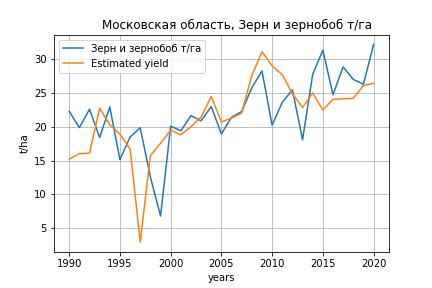 Московская область, Зерн и зернобоб т/га
Зерн и зернобоб т/га
Estimated yield
t/ha
30
25
20
15
10
5
1990 1995 2000 2005 2010 2015 2020
years